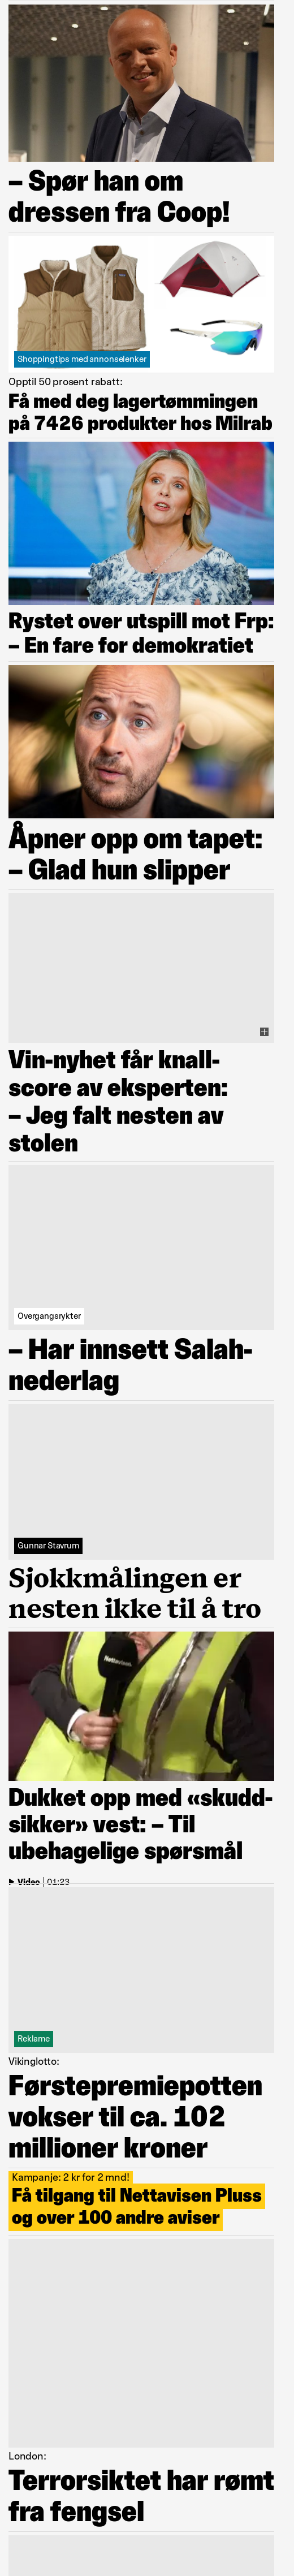 – Spør han om
dressen fra Coop!
Shoppingtips med annonselenker
Opptil 50 prosent rabatt:
Få med deg lagertømmingen
på 7426 produkter hos Milrab
Rystet over utspill mot Frp:
– En fare for demokratiet
Åpner opp om tapet:
– Glad hun slipper
Vin-nyhet får knall-
score av eksperten:
– Jeg falt nesten av
stolen
Overgangsrykter
– Har innsett Salah-
nederlag
Gunnar Stavrum
Sjokkmålingen er
nesten ikke til å tro
Nettavisen
Dukket opp med «skudd-
sikker» vest: – Til
ubehagelige spørsmål
Video | 01:23
Reklame
Vikinglotto:
Førstepremiepotten
vokser til ca. 102
millioner kroner
Kampanje: 2 kr for 2 mnd!
Få tilgang til Nettavisen Pluss
og over 100 andre aviser
London:
Terrorsiktet har rømt
fra fengsel